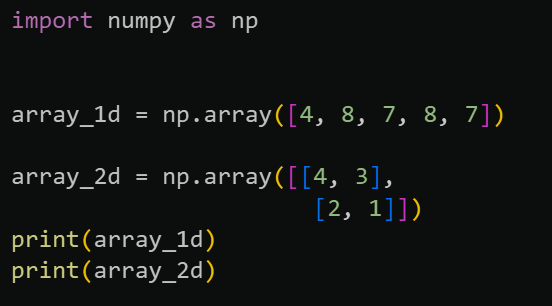 import numpy as np
array_1d = np.array([4, 8, 7, 8, 7])
array_2d = np.array([[4, 3],
[2, 1]])
print(array_1d)
print(array_2d)